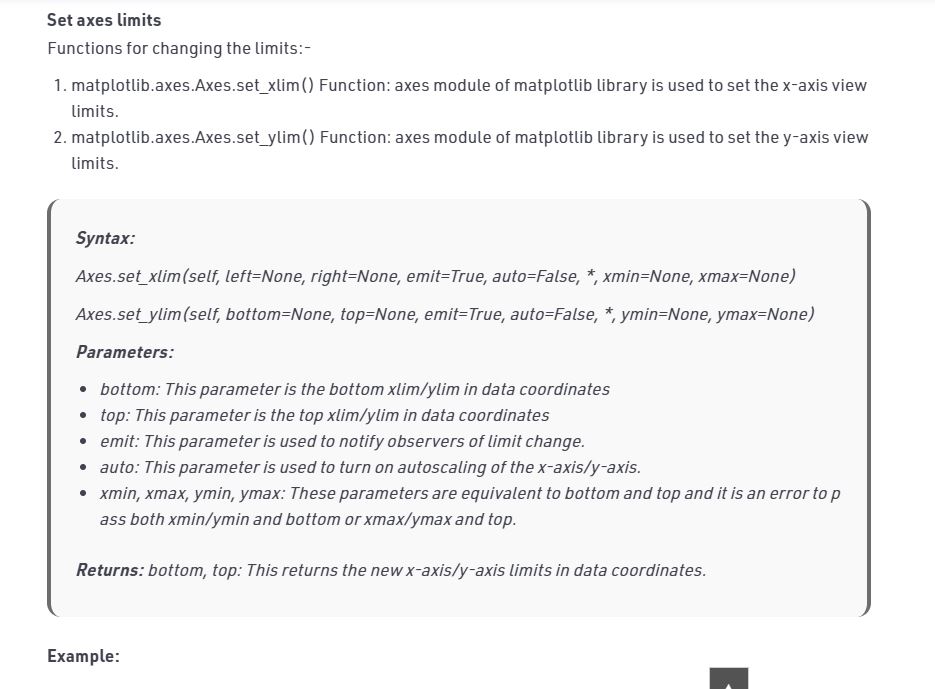 Set axes limits
Functions for changing the limits:-
1. matplotlib.axes.Axes.set_xlim() Function: axes module of matplotlib library is used to set the x-axis view
limits.
2. matplotlib.axes.Axes.set_ylim() Function: axes module of matplotlib library is used to set the y-axis view
limits.
Syntax:
Axes.set_xlim(self, left=None, right=None, emit=True, auto=False, *, xmin=None, xmax=None)
Axes.set_ylim(self, bottom=None, top=None, emit=True, auto=False, *, ymin=None, ymax=None)
Parameters:
• bottom: This parameter is the bottom xlim/ylim in data coordinates
• top: This parameter is the top xlim/ylim in data coordinates
• emit: This parameter is used to notify observers of limit change.
• auto: This parameter is used to turn on autoscaling of the x-axis/y-axis.
• xmin, xmax, ymin, ymax: These parameters are equivalent to bottom and top and it is an error to p
ass both xmin/ymin and bottom or xmax/ymax and top.
Returns: bottom, top: This returns the new x-axis/y-axis limits in data coordinates.
Example: